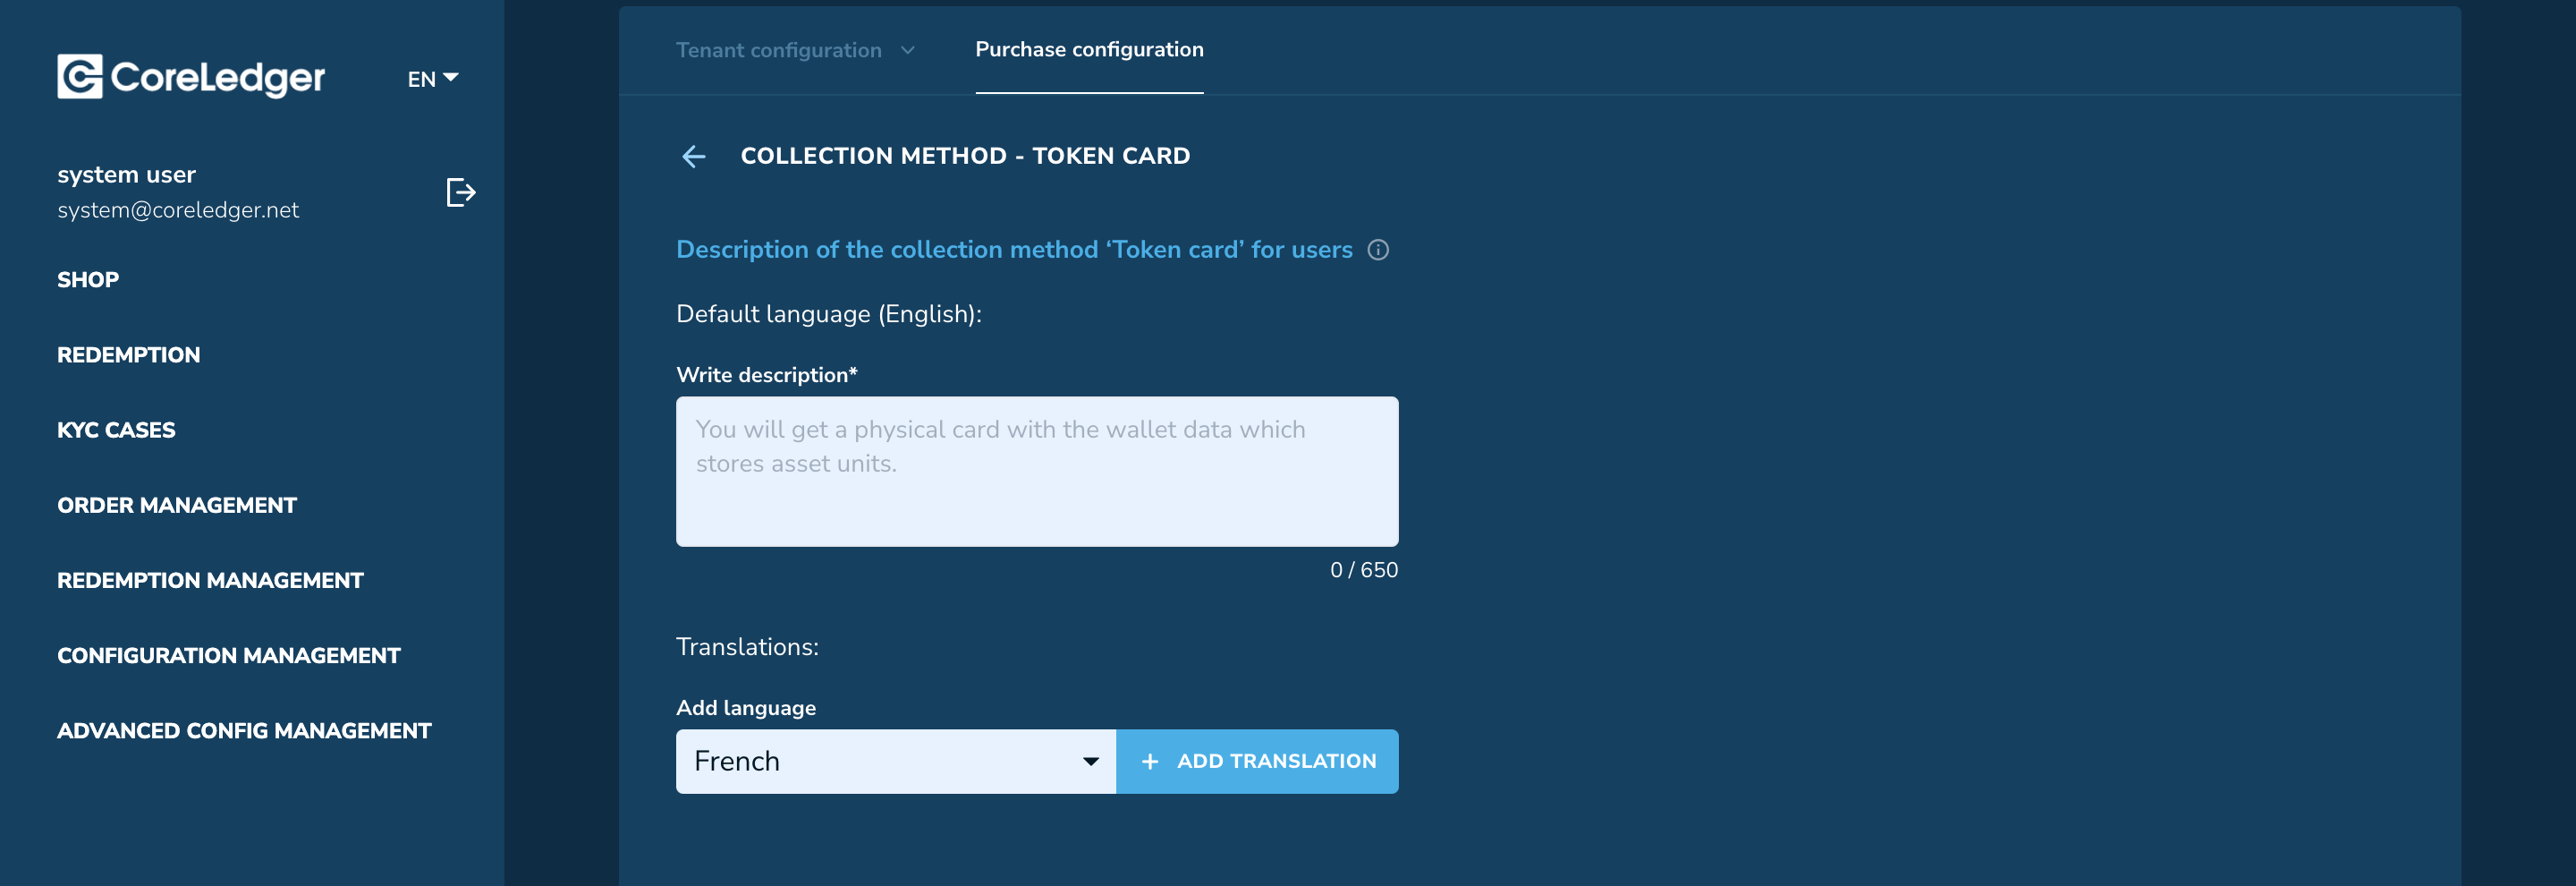 CoreLedger
EN
system user
system@coreledger.net
SHOP
REDEMPTION
KYC CASES
ORDER MANAGEMENT
REDEMPTION MANAGEMENT
CONFIGURATION MANAGEMENT
ADVANCED CONFIG MANAGEMENT
Tenant configuration
Purchase configuration
COLLECTION METHOD - TOKEN CARD
Description of the collection method ‘Token card’ for users
Default language (English):
Write description*
You will get a physical card with the wallet data which
stores asset units.
0 / 650
Translations:
Add language
French
+ ADD TRANSLATION